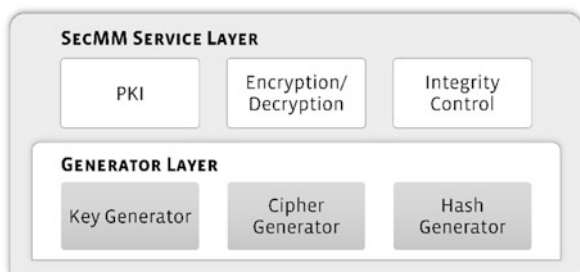 SecMM Service Layer
PKI
Encryption/
Decryption
Integrity
Control
Generator Layer
Key Generator
Cipher
Generator
Hash
Generator